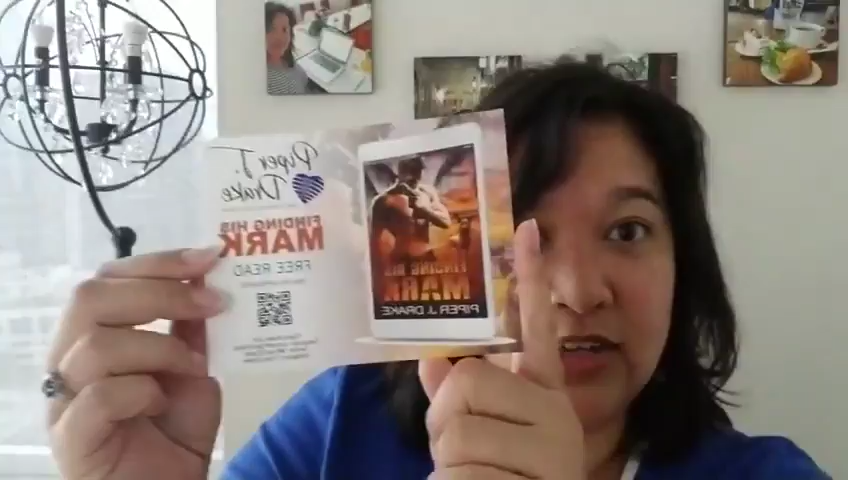 Piper J.
Drake
FINDING HIS
MARK
FREE READ
FINDING HIS
MARK
PIPER J. DRAKE